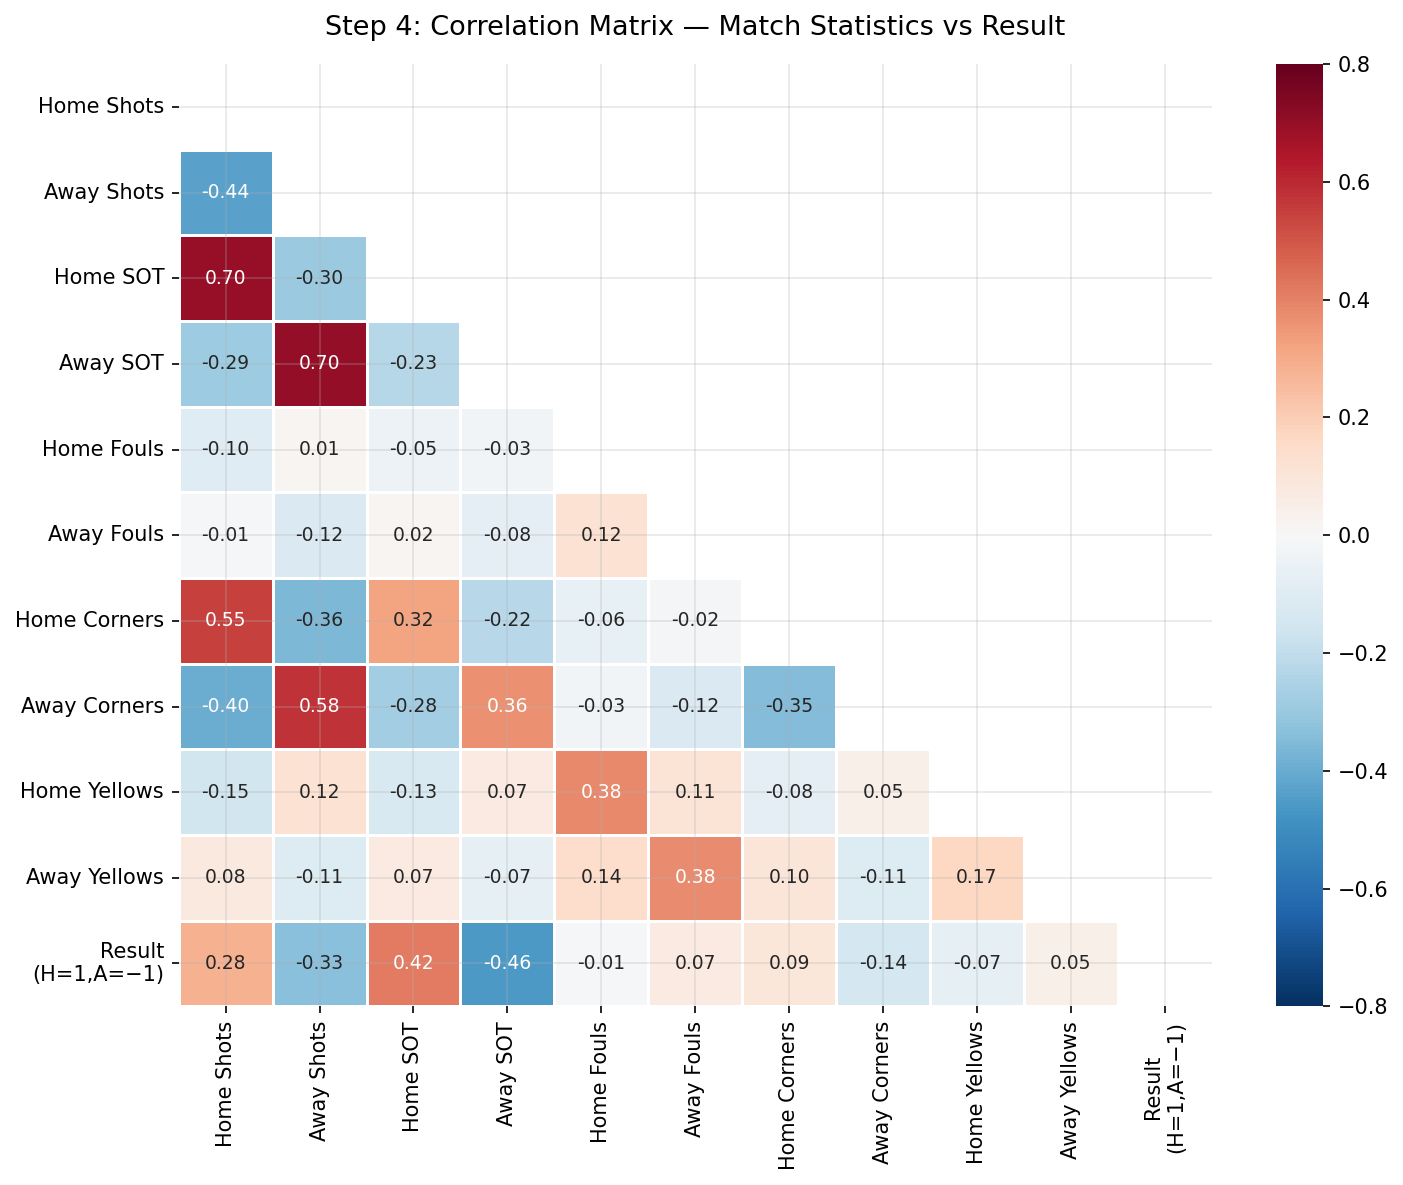 Step 4: Correlation Matrix — Match Statistics vs Result
Home Shots
Away Shots -0.44
Home SOT 0.70 -0.30
Away SOT -0.29 0.70 -0.23
Home Fouls -0.10 0.01 -0.05 -0.03
Away Fouls -0.01 -0.12 0.02 -0.08 0.12
Home Corners 0.55 -0.36 0.32 -0.22 -0.06 -0.02
Away Corners -0.40 0.58 -0.28 0.36 -0.03 -0.12 -0.35
Home Yellows -0.15 0.12 -0.13 0.07 0.38 0.11 -0.08 0.05
Away Yellows 0.08 -0.11 0.07 -0.07 0.14 0.38 0.10 -0.11 0.17
Result
(H=1,A=−1) 0.28 -0.33 0.42 -0.46 -0.01 0.07 0.09 -0.14 -0.07 0.05
Home Shots
Away Shots
Home SOT
Away SOT
Home Fouls
Away Fouls
Home Corners
Away Corners
Home Yellows
Away Yellows
Result
(H=1,A=−1)
0.8
0.6
0.4
0.2
0.0
−0.2
−0.4
−0.6
−0.8